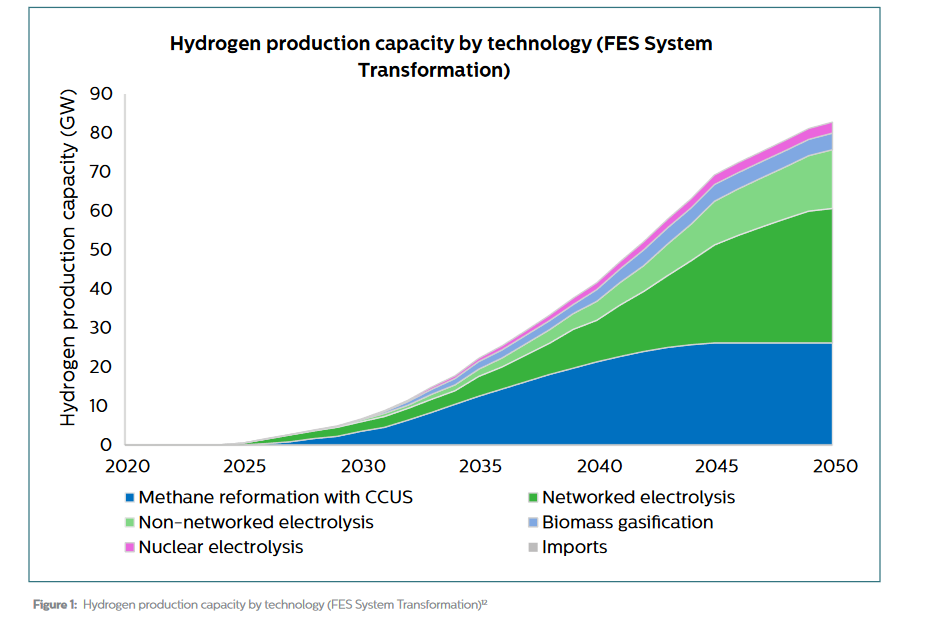 Hydrogen production capacity by technology (FES System
Transformation)
Hydrogen production capacity (GW)
90
80
70
60
50
40
30
20
10
0
2020 2025 2030 2035 2040 2045 2050
Methane reformation with CCUS Networked electrolysis
Non-networked electrolysis Biomass gasification
Nuclear electrolysis Imports
Figure 1: Hydrogen production capacity by technology (FES System Transformation)¹²